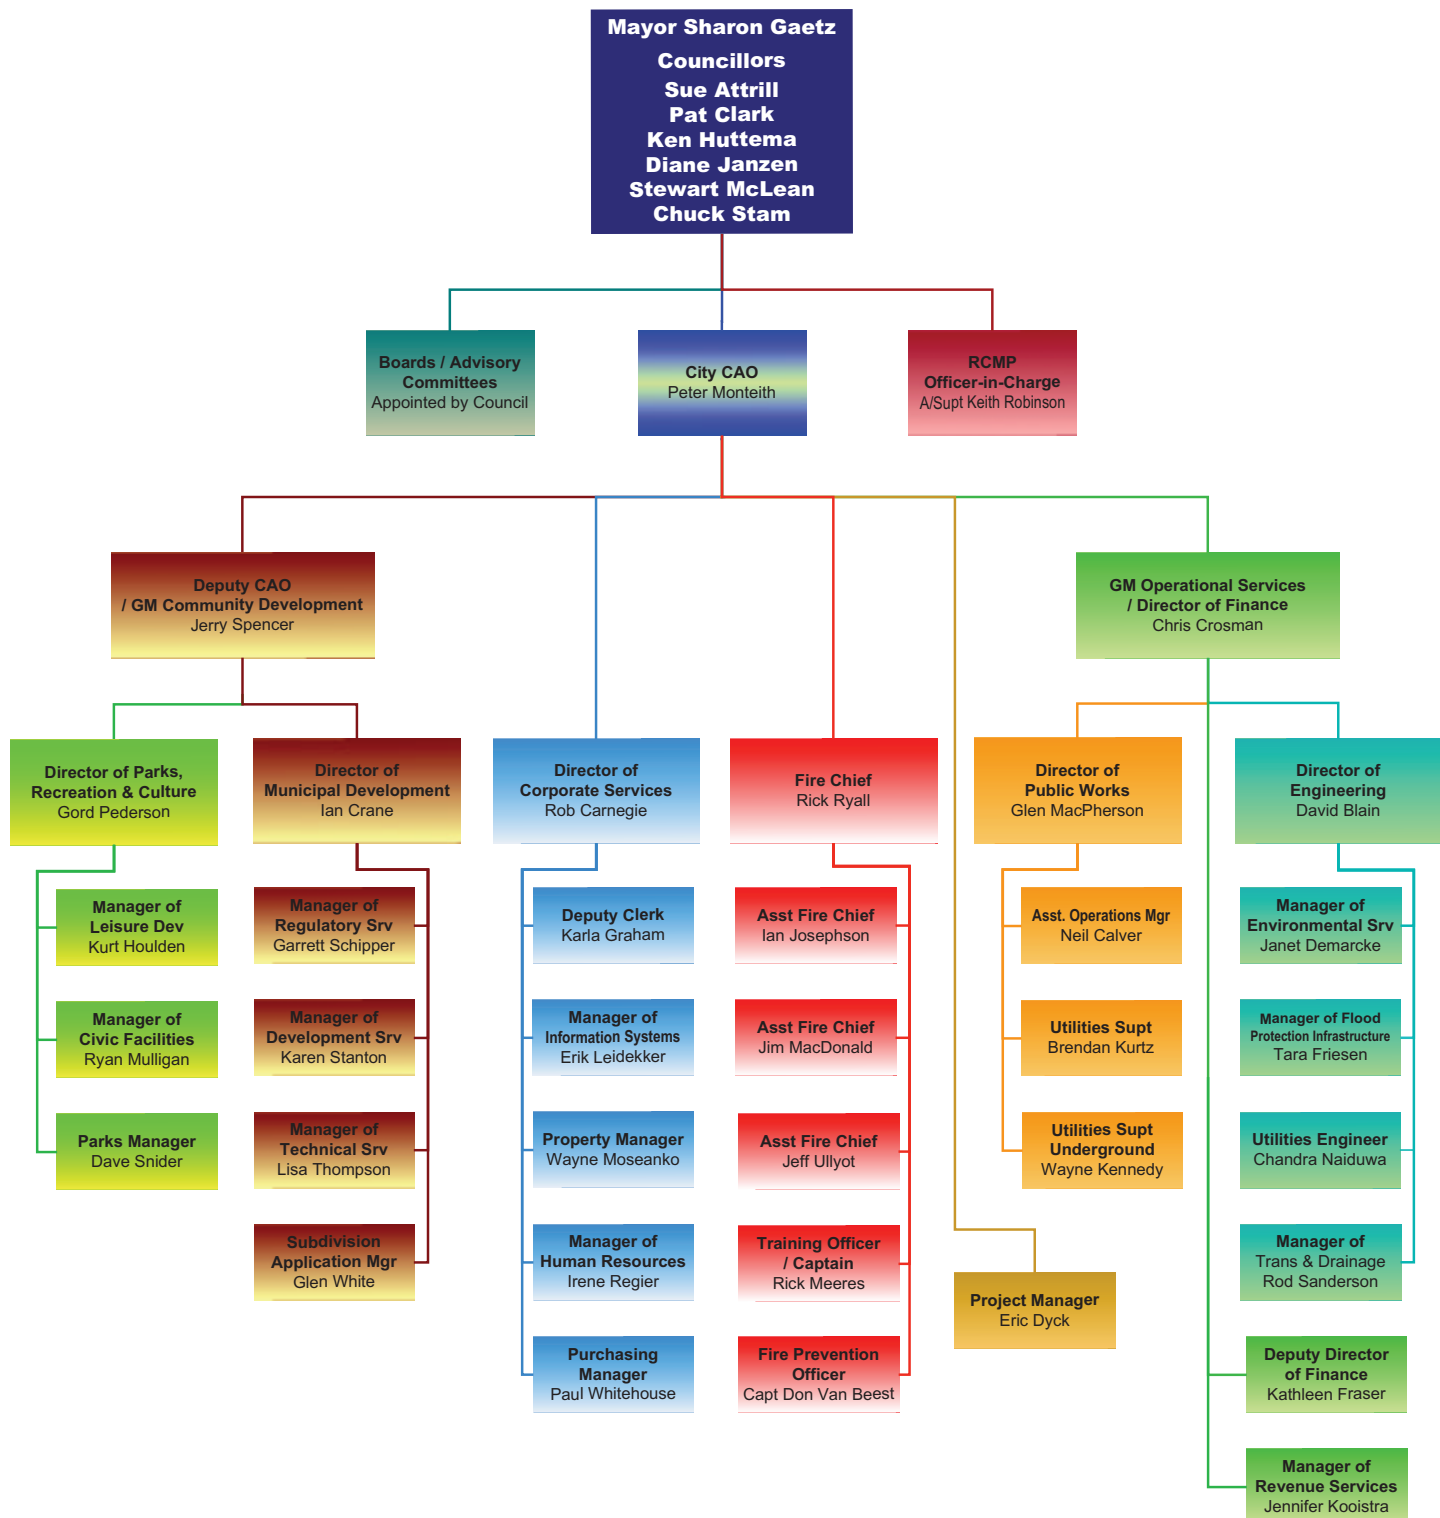 Mayor Sharon Gaetz
Councillors
Sue Attrill
Pat Clark
Ken Huttema
Diane Janzen
Stewart McLean
Chuck Stam
Boards / Advisory
Committees
Appointed by Council
City CAO
Peter Monteith
RCMP
Officer-in-Charge
A/Supt Keith Robinson
Deputy CAO
/ GM Community Development
Jerry Spencer
GM Operational Services
/ Director of Finance
Chris Crosman
Director of Parks,
Recreation & Culture
Gord Pederson
Director of
Municipal Development
Ian Crane
Director of
Corporate Services
Rob Carnegie
Fire Chief
Rick Ryall
Director of
Public Works
Glen MacPherson
Director of
Engineering
David Blain
Manager of
Leisure Dev
Kurt Houlden
Manager of
Civic Facilities
Ryan Mulligan
Parks Manager
Dave Snider
Manager of
Regulatory Srv
Garrett Schipper
Manager of
Development Srv
Karen Stanton
Manager of
Technical Srv
Lisa Thompson
Subdivision
Application Mgr
Glen White
Deputy Clerk
Karla Graham
Manager of
Information Systems
Erik Leidekker
Property Manager
Wayne Moseanko
Manager of
Human Resources
Irene Regier
Purchasing
Manager
Paul Whitehouse
Asst Fire Chief
Ian Josephson
Asst Fire Chief
Jim MacDonald
Asst Fire Chief
Jeff Ullyot
Training Officer
/ Captain
Rick Meeres
Fire Prevention
Officer
Capt Don Van Beest
Project Manager
Eric Dyck
Asst. Operations Mgr
Neil Calver
Utilities Supt
Brendan Kurtz
Utilities Supt
Underground
Wayne Kennedy
Manager of
Environmental Srv
Janet Demarcke
Manager of Flood
Protection Infrastructure
Tara Friesen
Utilities Engineer
Chandra Naiduwa
Manager of
Trans & Drainage
Rod Sanderson
Deputy Director
of Finance
Kathleen Fraser
Manager of
Revenue Services
Jennifer Kooistra